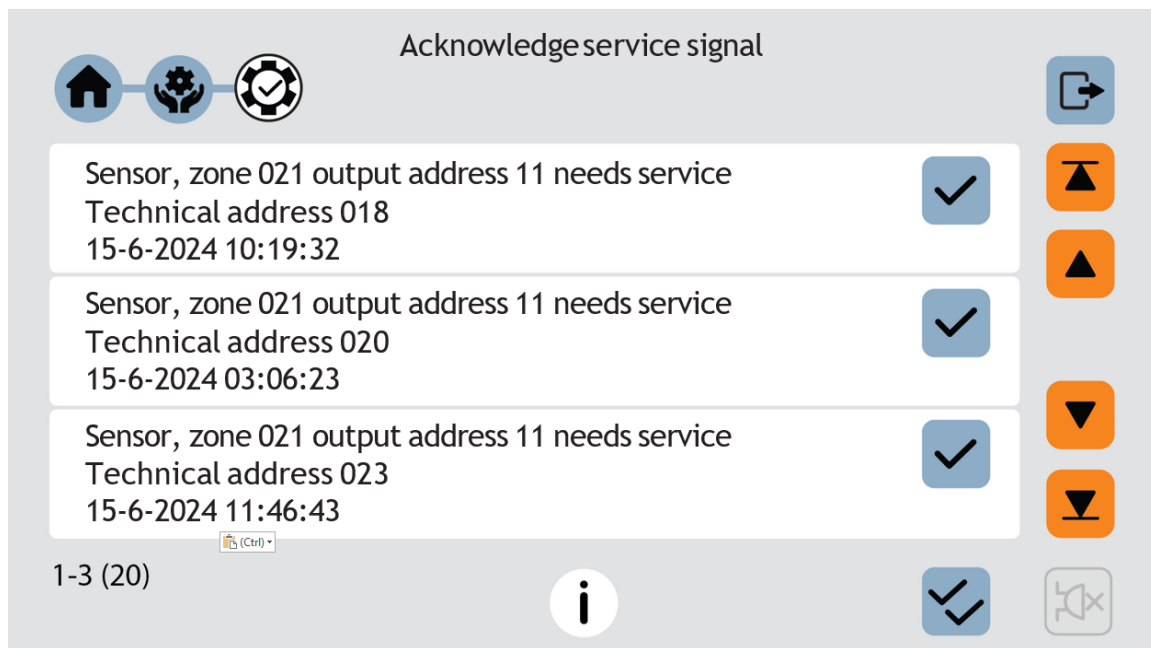 Acknowledge service signal
Sensor, zone 021 output address 11 needs service
Technical address 018
15-6-2024 10:19:32
Sensor, zone 021 output address 11 needs service
Technical address 020
15-6-2024 03:06:23
Sensor, zone 021 output address 11 needs service
Technical address 023
15-6-2024 11:46:43
(Ctrl)
1-3 (20)
i